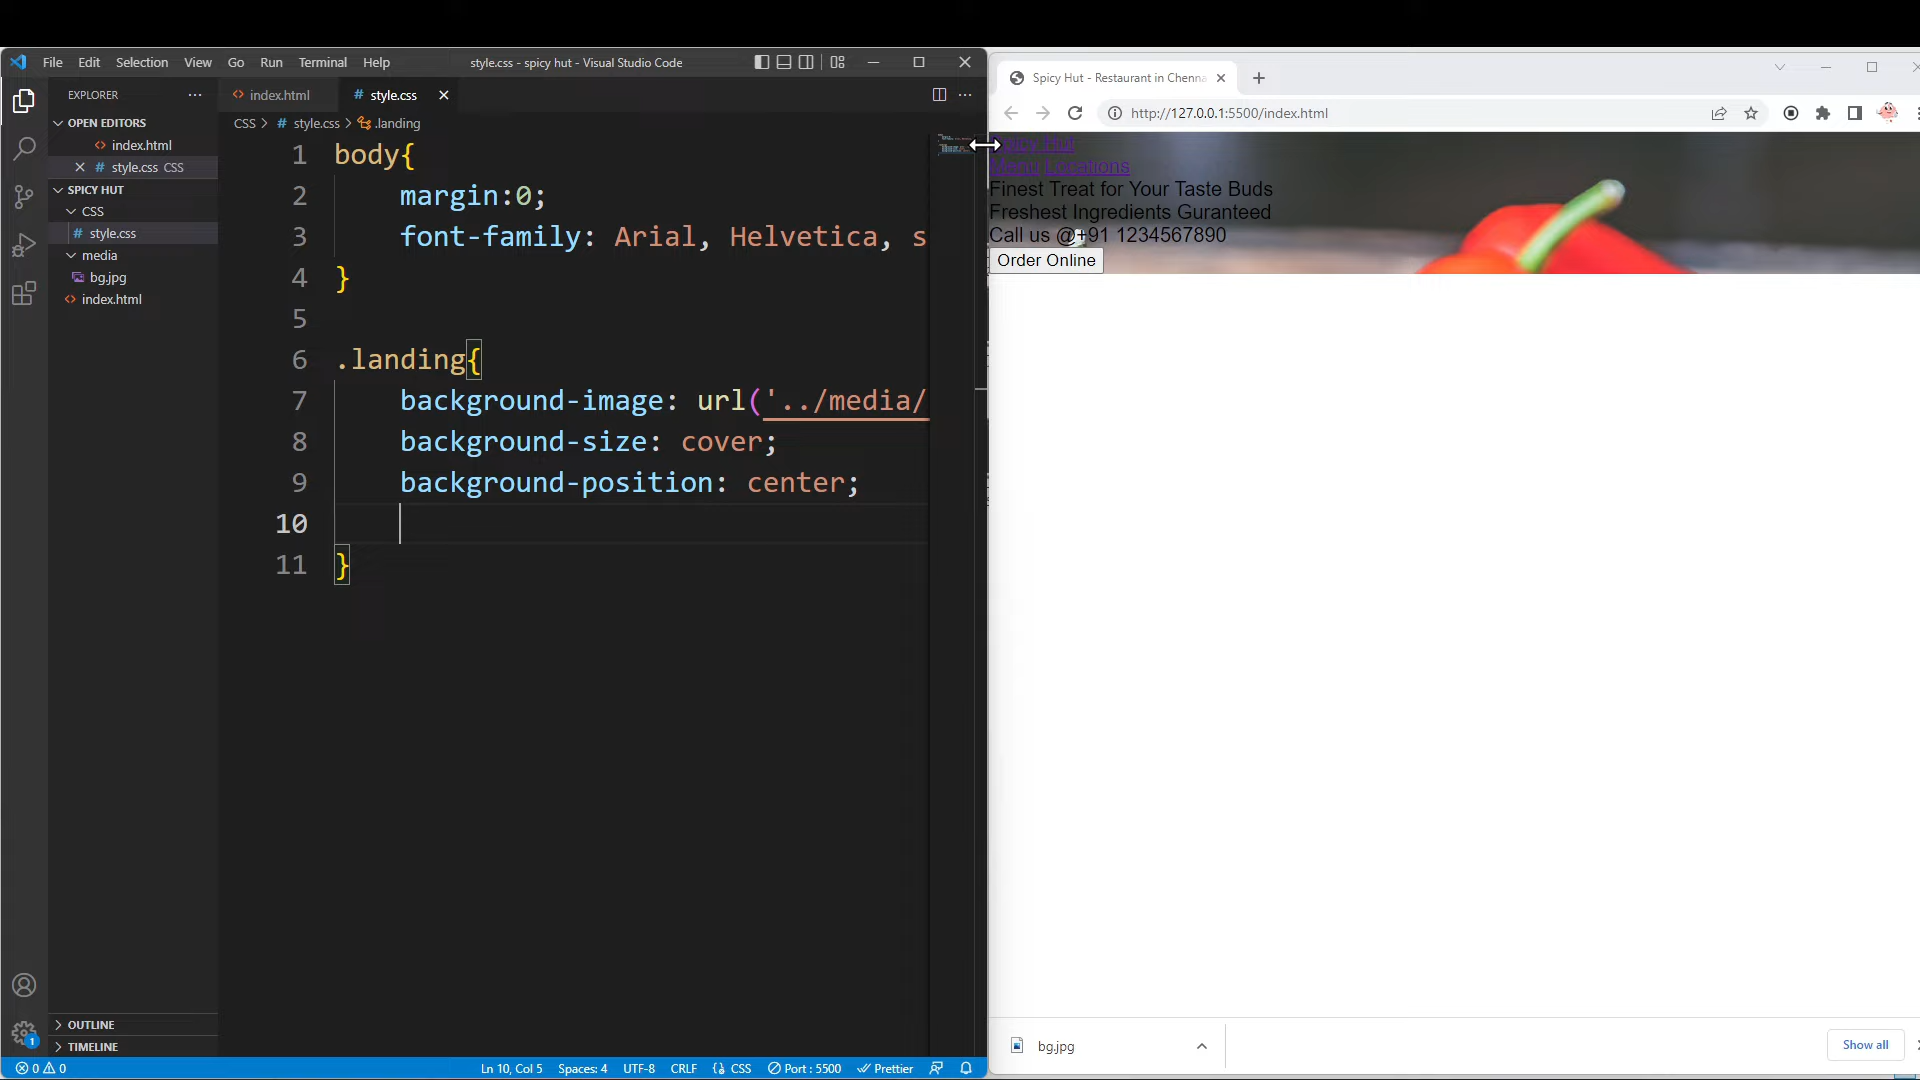 File Edit Selection View Go Run Terminal Help
style.css - spicy hut - Visual Studio Code
EXPLORER
OPEN EDITORS
index.html
style.css CSS
SPICY HUT
CSS
style.css
media
bg.jpg
index.html
OUTLINE
TIMELINE
index.html
style.css
CSS > style.css > .landing
1 body{
2 margin:0;
3 font-family: Arial, Helvetica, s
4 }
5
6 .landing{
7 background-image: url('../media/
8 background-size: cover;
9 background-position: center;
10
11 }
1
0 0
Ln 10, Col 5 Spaces: 4 UTF-8 CRLF {} CSS Port : 5500 Prettier
Spicy Hut - Restaurant in Chenna
http://127.0.0.1:5500/index.html
Spicy Hut
Menu Locations
Finest Treat for Your Taste Buds
Freshest Ingredients Guranteed
Call us @+91 1234567890
Order Online
bg.jpg
Show all